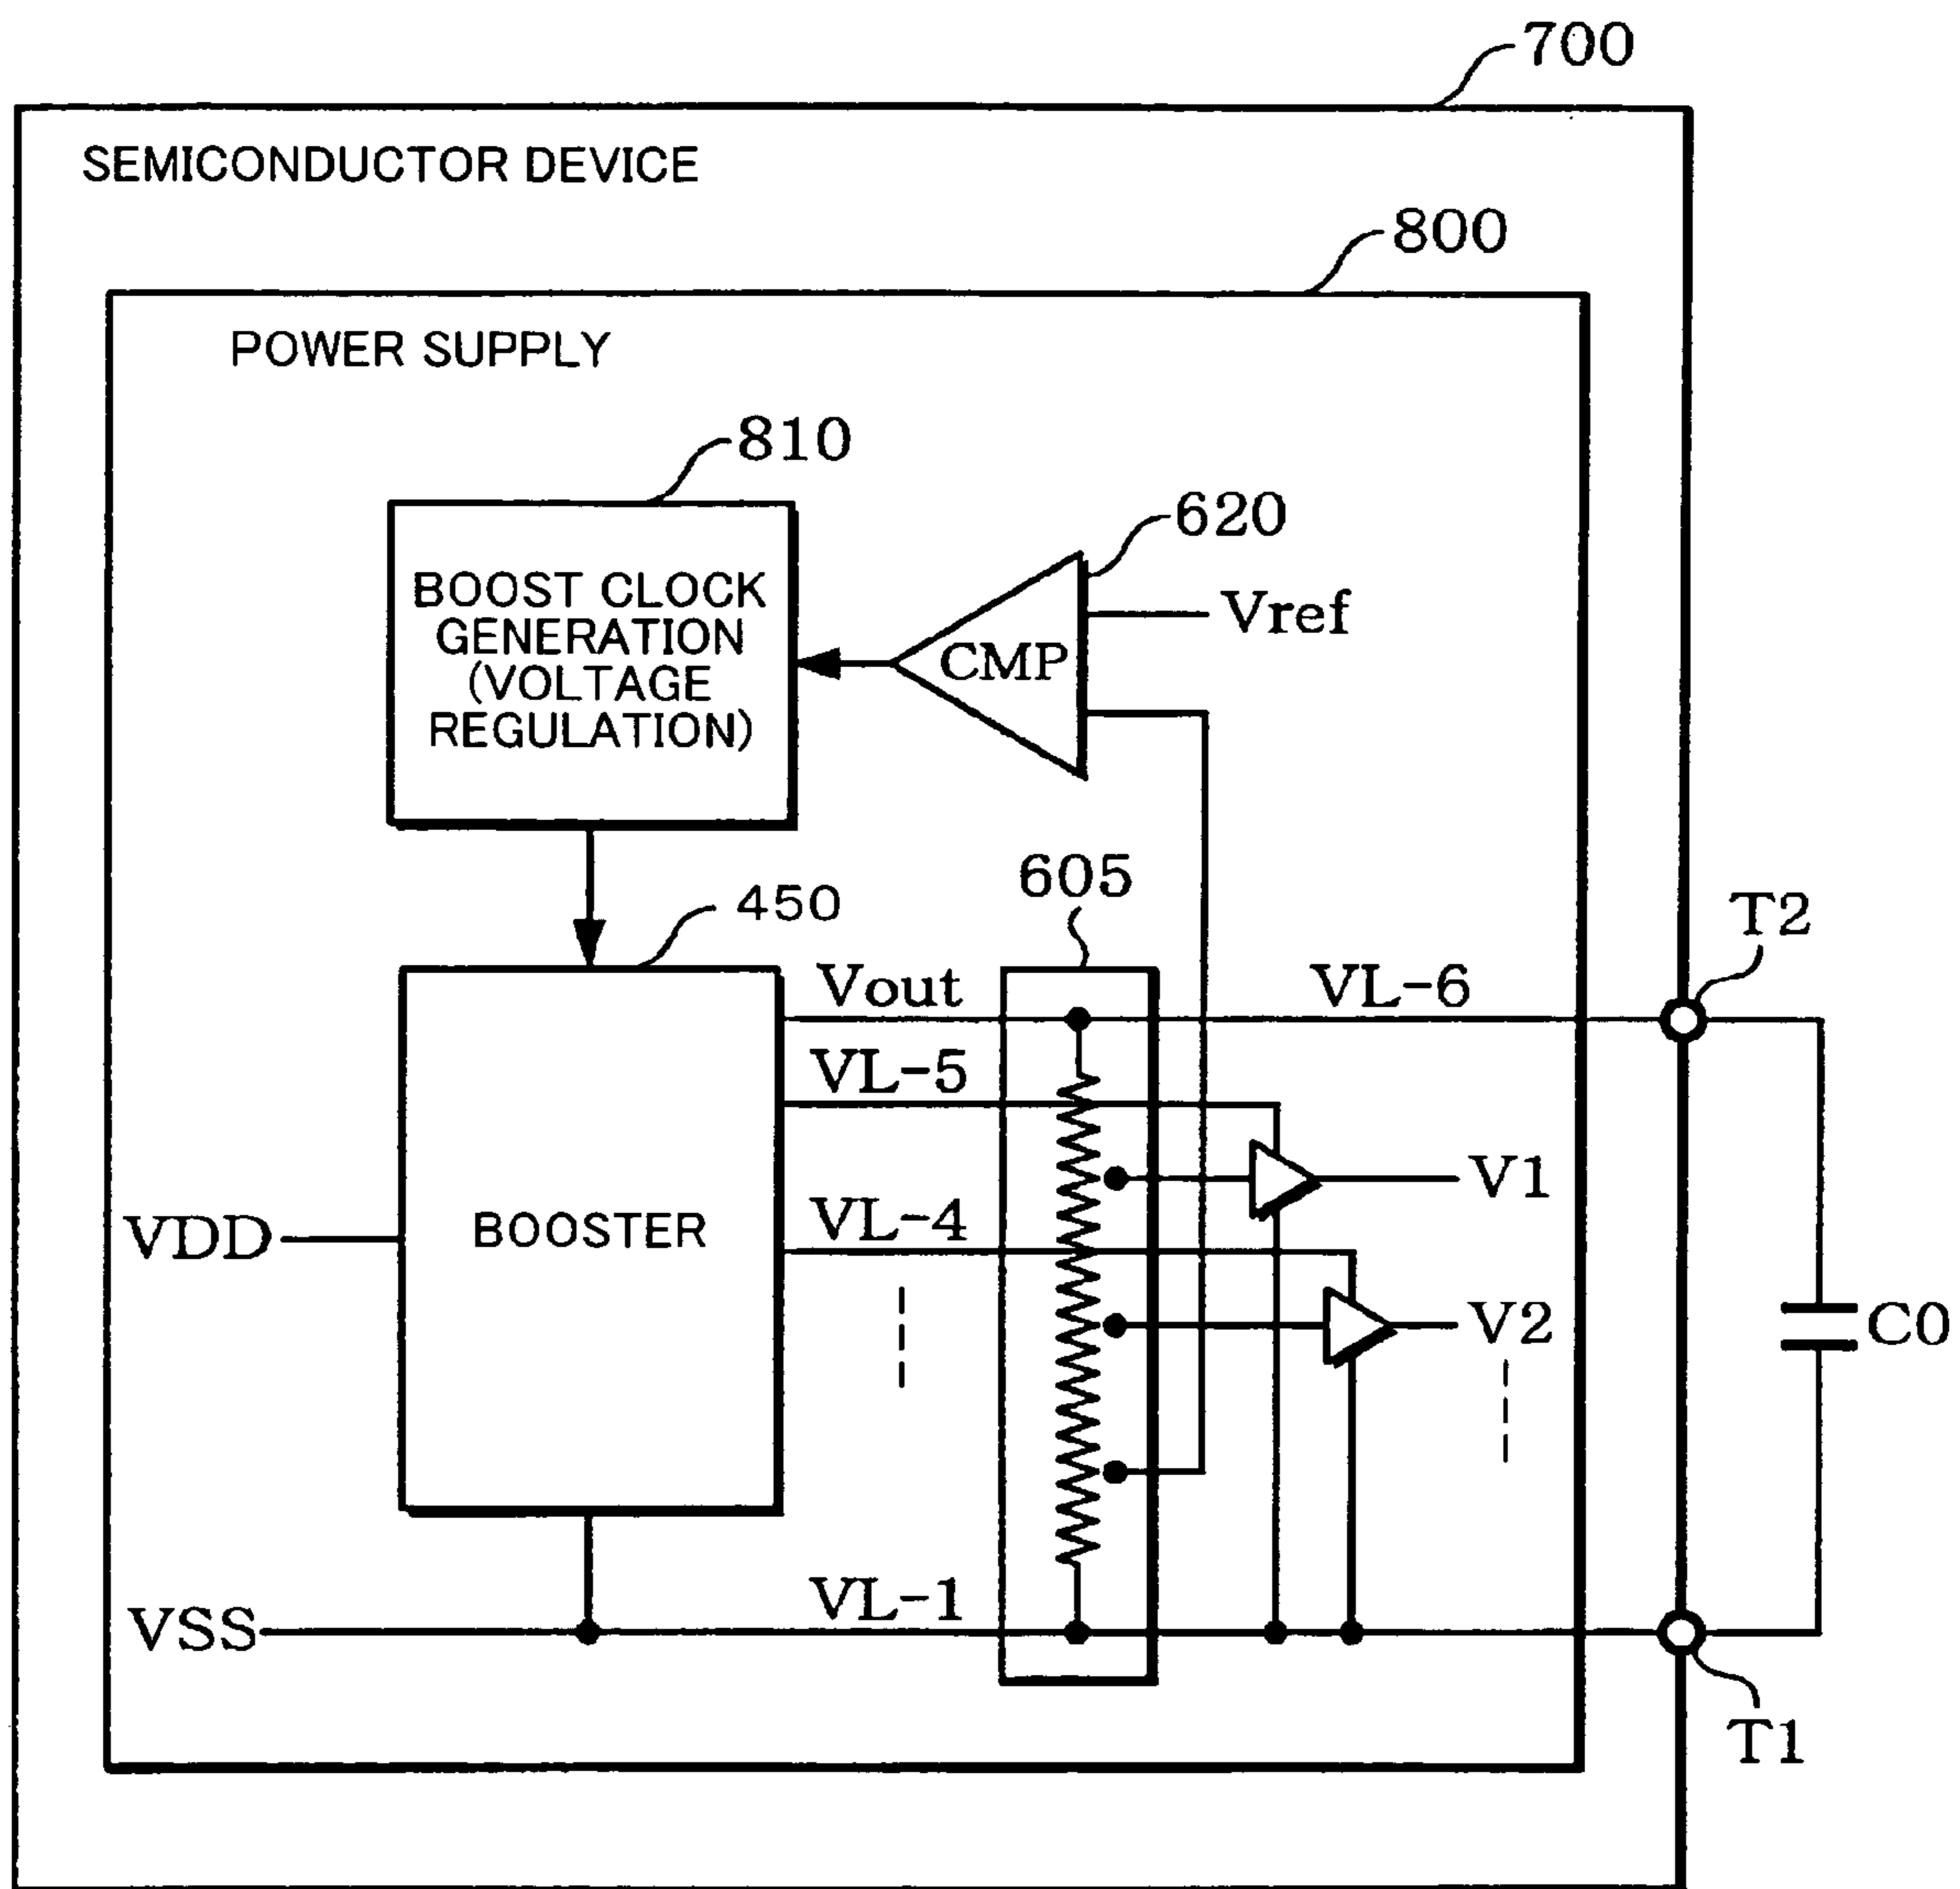 700
SEMICONDUCTOR DEVICE
800
POWER SUPPLY
810
620
BOOST CLOCK
GENERATION
(VOLTAGE
REGULATION)
CMP
Vref
605
450
T2
Vout
VL-6
VL-5
V1
VL-4
VDD
BOOSTER
V2
C0
VL-1
VSS
T1